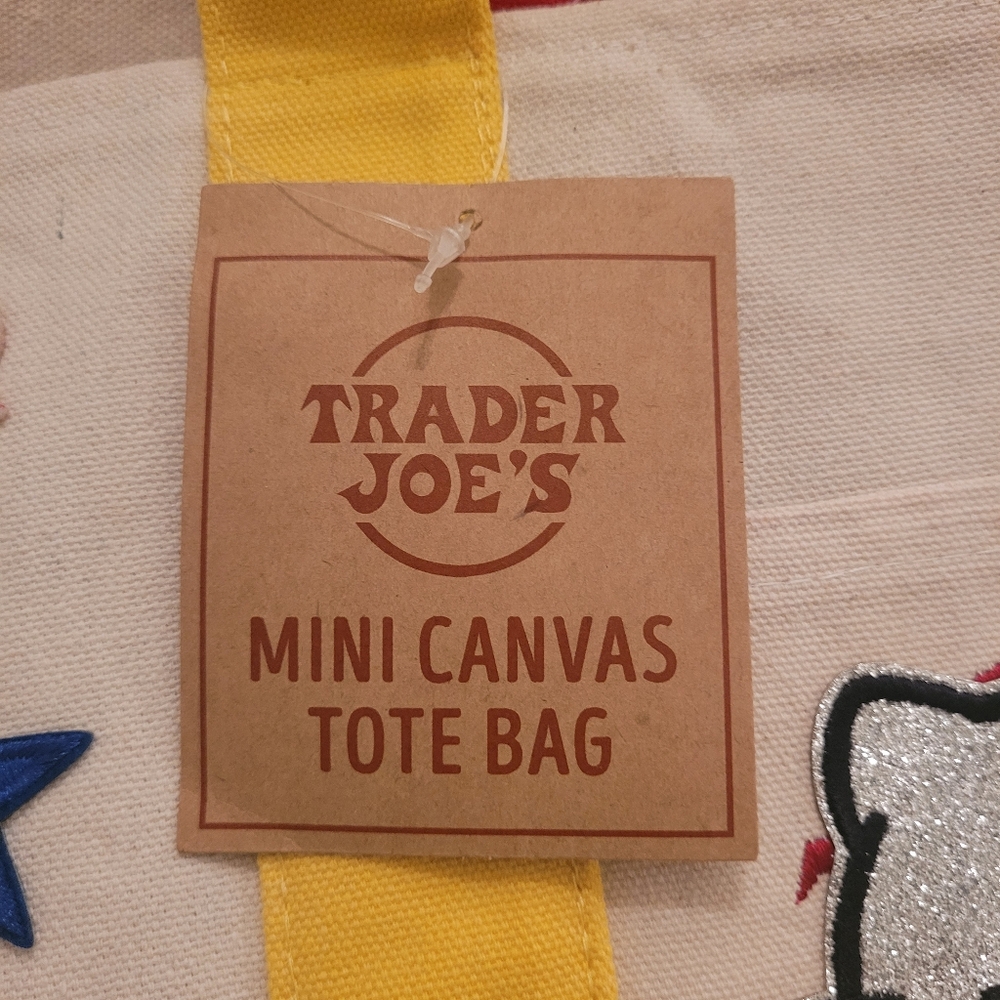 TRADER
JOE'S
MINI CANVAS
TOTE BAG